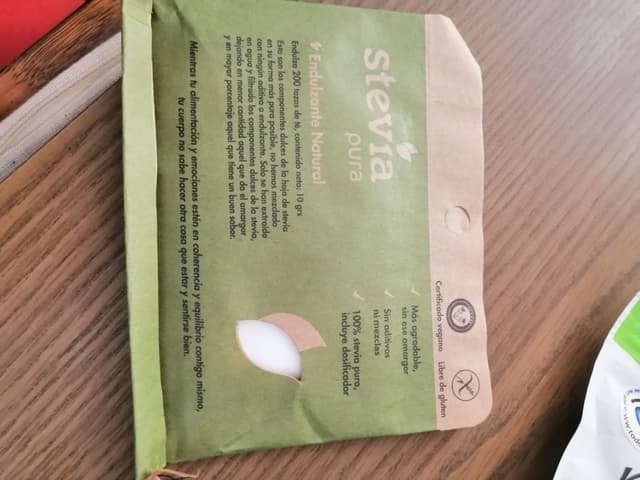 Certificado vegano
Libre de gluten
stevia
pura
Endulzante Natural
Más agradable,
sin ese amargor
Sin aditivos
ni mezclas
100% stevia pura,
incluye dosificador
Endulza 200 tazas de té, contenido neto: 10 grs
Esta son los componentes dulces de la hoja de stevia
en su forma más pura posible, no hemos mezclado
con ningún aditivo o endulzante. Solo se han extraído
en agua y filtrado los componentes dulces de la stevia,
dejando en menor cantidad aquel que da el amargor
y en mayor porcentaje aquel que tiene un buen sabor.
Mientras tu alimentación y emociones estén en coherencia y equilibrio contigo mismo,
tu cuerpo no sabe hacer otra cosa que estar y sentirse bien.